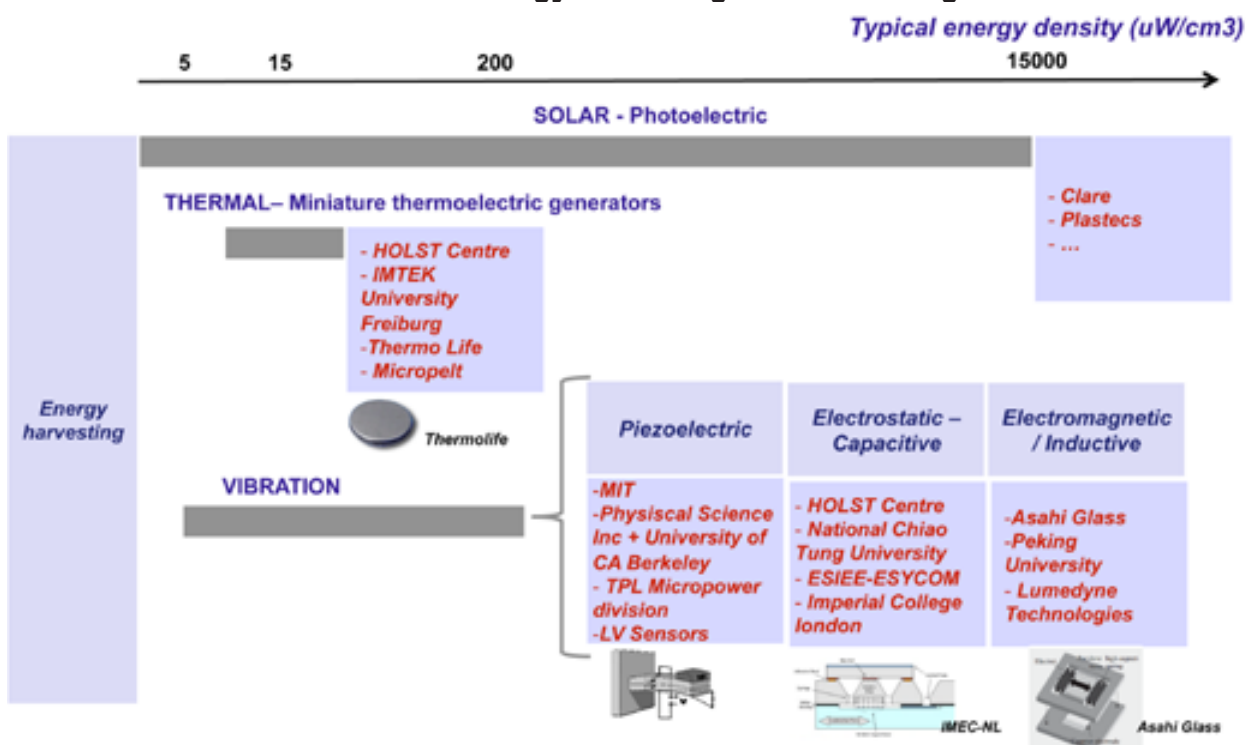 Typical energy density (uW/cm3)
5 15 200 15000
SOLAR - Photoelectric
- Clare
- Plastecs
- ...
THERMAL– Miniature thermoelectric generators
- HOLST Centre
- IMTEK
University
Freiburg
-Thermo Life
- Micropelt
Thermolife
Energy
harvesting
VIBRATION
Piezoelectric
-MIT
-Physiscal Science
Inc + University of
CA Berkeley
- TPL Micropower
division
-LV Sensors
Electrostatic –
Capacitive
- HOLST Centre
- National Chiao
Tung University
- ESIEE-ESYCOM
- Imperial College
london
IMEC-NL
Electromagnetic
/ Inductive
-Asahi Glass
-Peking
University
- Lumedyne
Technologies
Asahi Glass